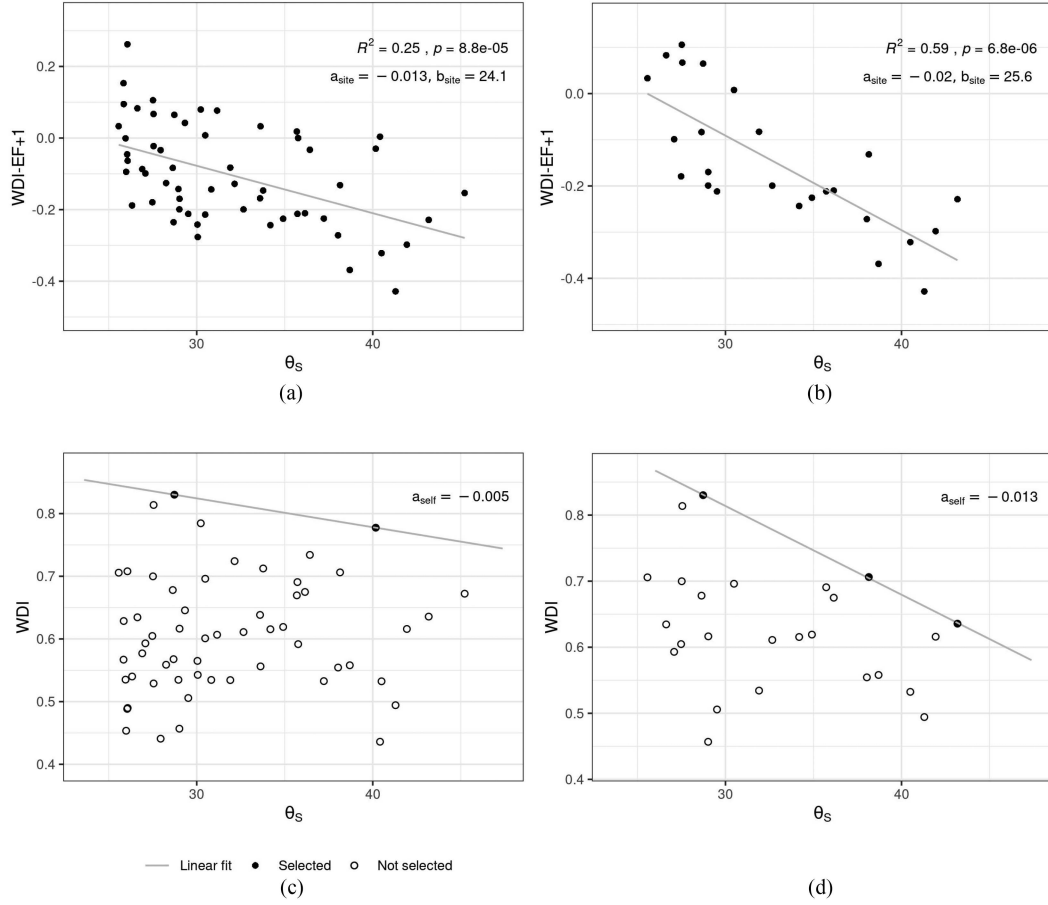 R² = 0.25 , p = 8.8e-05
a_site = − 0.013, b_site = 24.1
0.2
0.0
-0.2
-0.4
WDI-EF+1
30
40
θ_S
(a)
R² = 0.59 , p = 6.8e-06
a_site = − 0.02, b_site = 25.6
0.0
-0.2
-0.4
WDI-EF+1
30
40
θ_S
(b)
a_self = − 0.005
0.8
0.7
0.6
0.5
0.4
WDI
30
40
θ_S
a_self = − 0.013
0.8
0.7
0.6
0.5
0.4
WDI
30
40
θ_S
Linear fit
Selected
Not selected
(c)
(d)